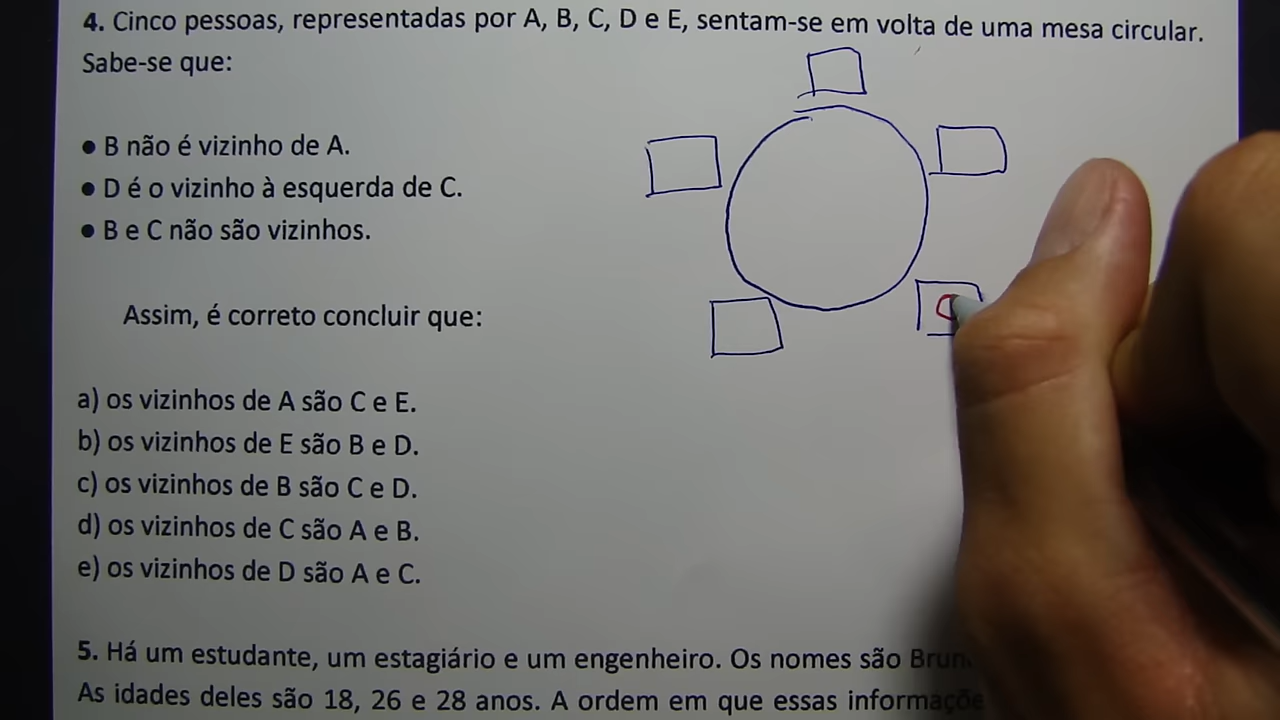 4. Cinco pessoas, representadas por A, B, C, D e E, sentam-se em volta de uma mesa circular.
Sabe-se que:
● B não é vizinho de A.
● D é o vizinho à esquerda de C.
● B e C não são vizinhos.
Assim, é correto concluir que:
a) os vizinhos de A são C e E.
b) os vizinhos de E são B e D.
c) os vizinhos de B são C e D.
d) os vizinhos de C são A e B.
e) os vizinhos de D são A e C.
5. Há um estudante, um estagiário e um engenheiro. Os nomes são
As idades deles são 18, 26 e 28 anos. A ordem em que essas